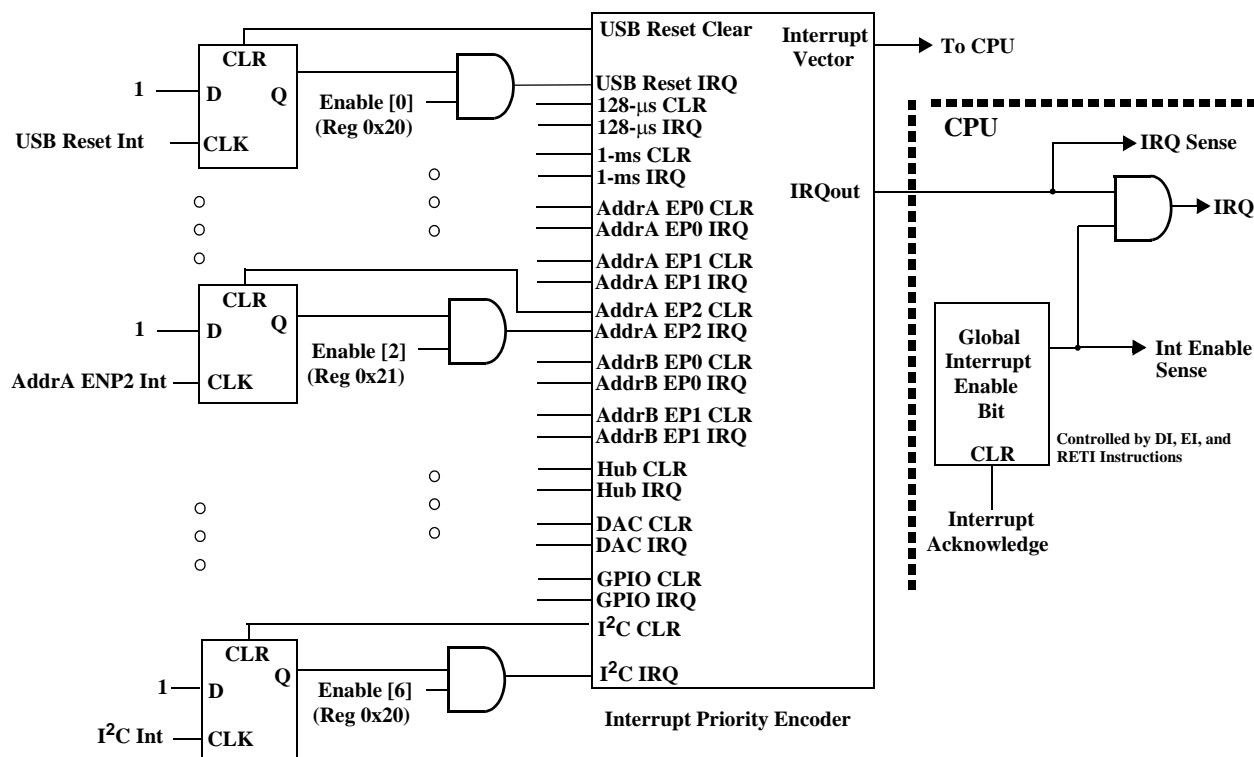 CLR
1
D
Q
USB Reset Int
CLK
Enable [0]
(Reg 0x20)
CLR
1
D
Q
AddrA ENP2 Int
CLK
Enable [2]
(Reg 0x21)
CLR
1
D
Q
I²C Int
CLK
Enable [6]
(Reg 0x20)
USB Reset Clear
USB Reset IRQ
128-μs CLR
128-μs IRQ
1-ms CLR
1-ms IRQ
AddrA EP0 CLR
AddrA EP0 IRQ
AddrA EP1 CLR
AddrA EP1 IRQ
AddrA EP2 CLR
AddrA EP2 IRQ
AddrB EP0 CLR
AddrB EP0 IRQ
AddrB EP1 CLR
AddrB EP1 IRQ
Hub CLR
Hub IRQ
DAC CLR
DAC IRQ
GPIO CLR
GPIO IRQ
I²C CLR
I²C IRQ
Interrupt
Vector
IRQout
Interrupt Priority Encoder
To CPU
CPU
IRQ Sense
IRQ
Global
Interrupt
Enable
Bit
CLR
Int Enable
Sense
Controlled by DI, EI, and
RETI Instructions
Interrupt
Acknowledge